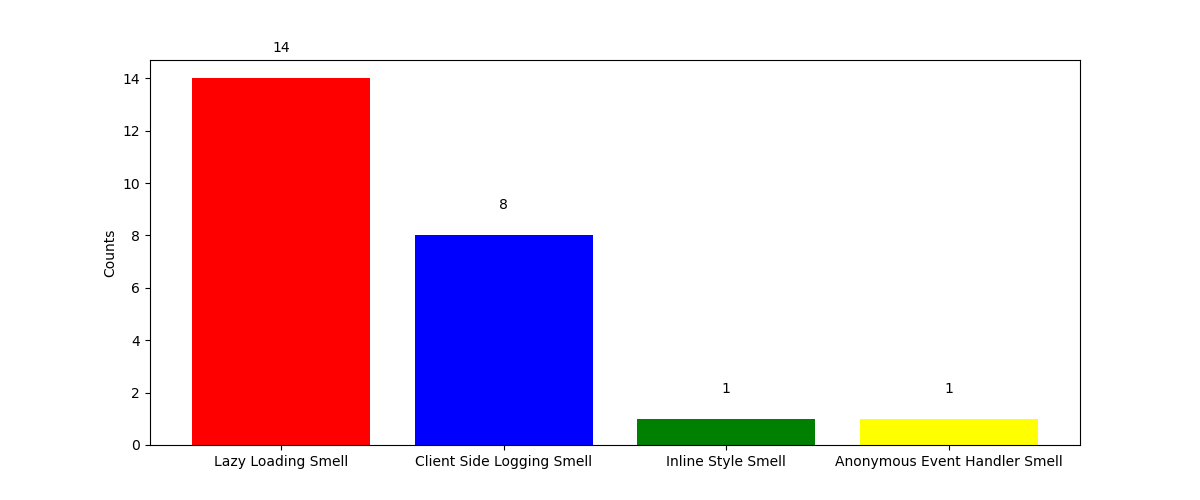 14
8
1
1
14
12
10
8
6
4
2
0
Counts
Lazy Loading Smell
Client Side Logging Smell
Inline Style Smell
Anonymous Event Handler Smell